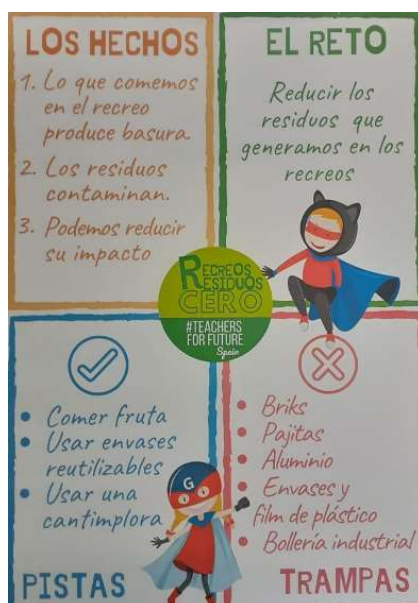 LOS HECHOS
1. Lo que comemos
en el recreo
produce basura.
2. Los residuos
contaminan.
3. Podemos reducir
su impacto
EL RETO
Reducir los
residuos que
generamos en los
recreos
RECREOS
RESIDUOS
CERO
#TEACHERS
FOR FUTURE
Spain
Comer fruta
Usar envases
reutilizables
Usar una
cantimplora
G
PISTAS
Briks
Pajitas
Aluminio
Envases y
film de plástico
Bollería industrial
TRAMPAS